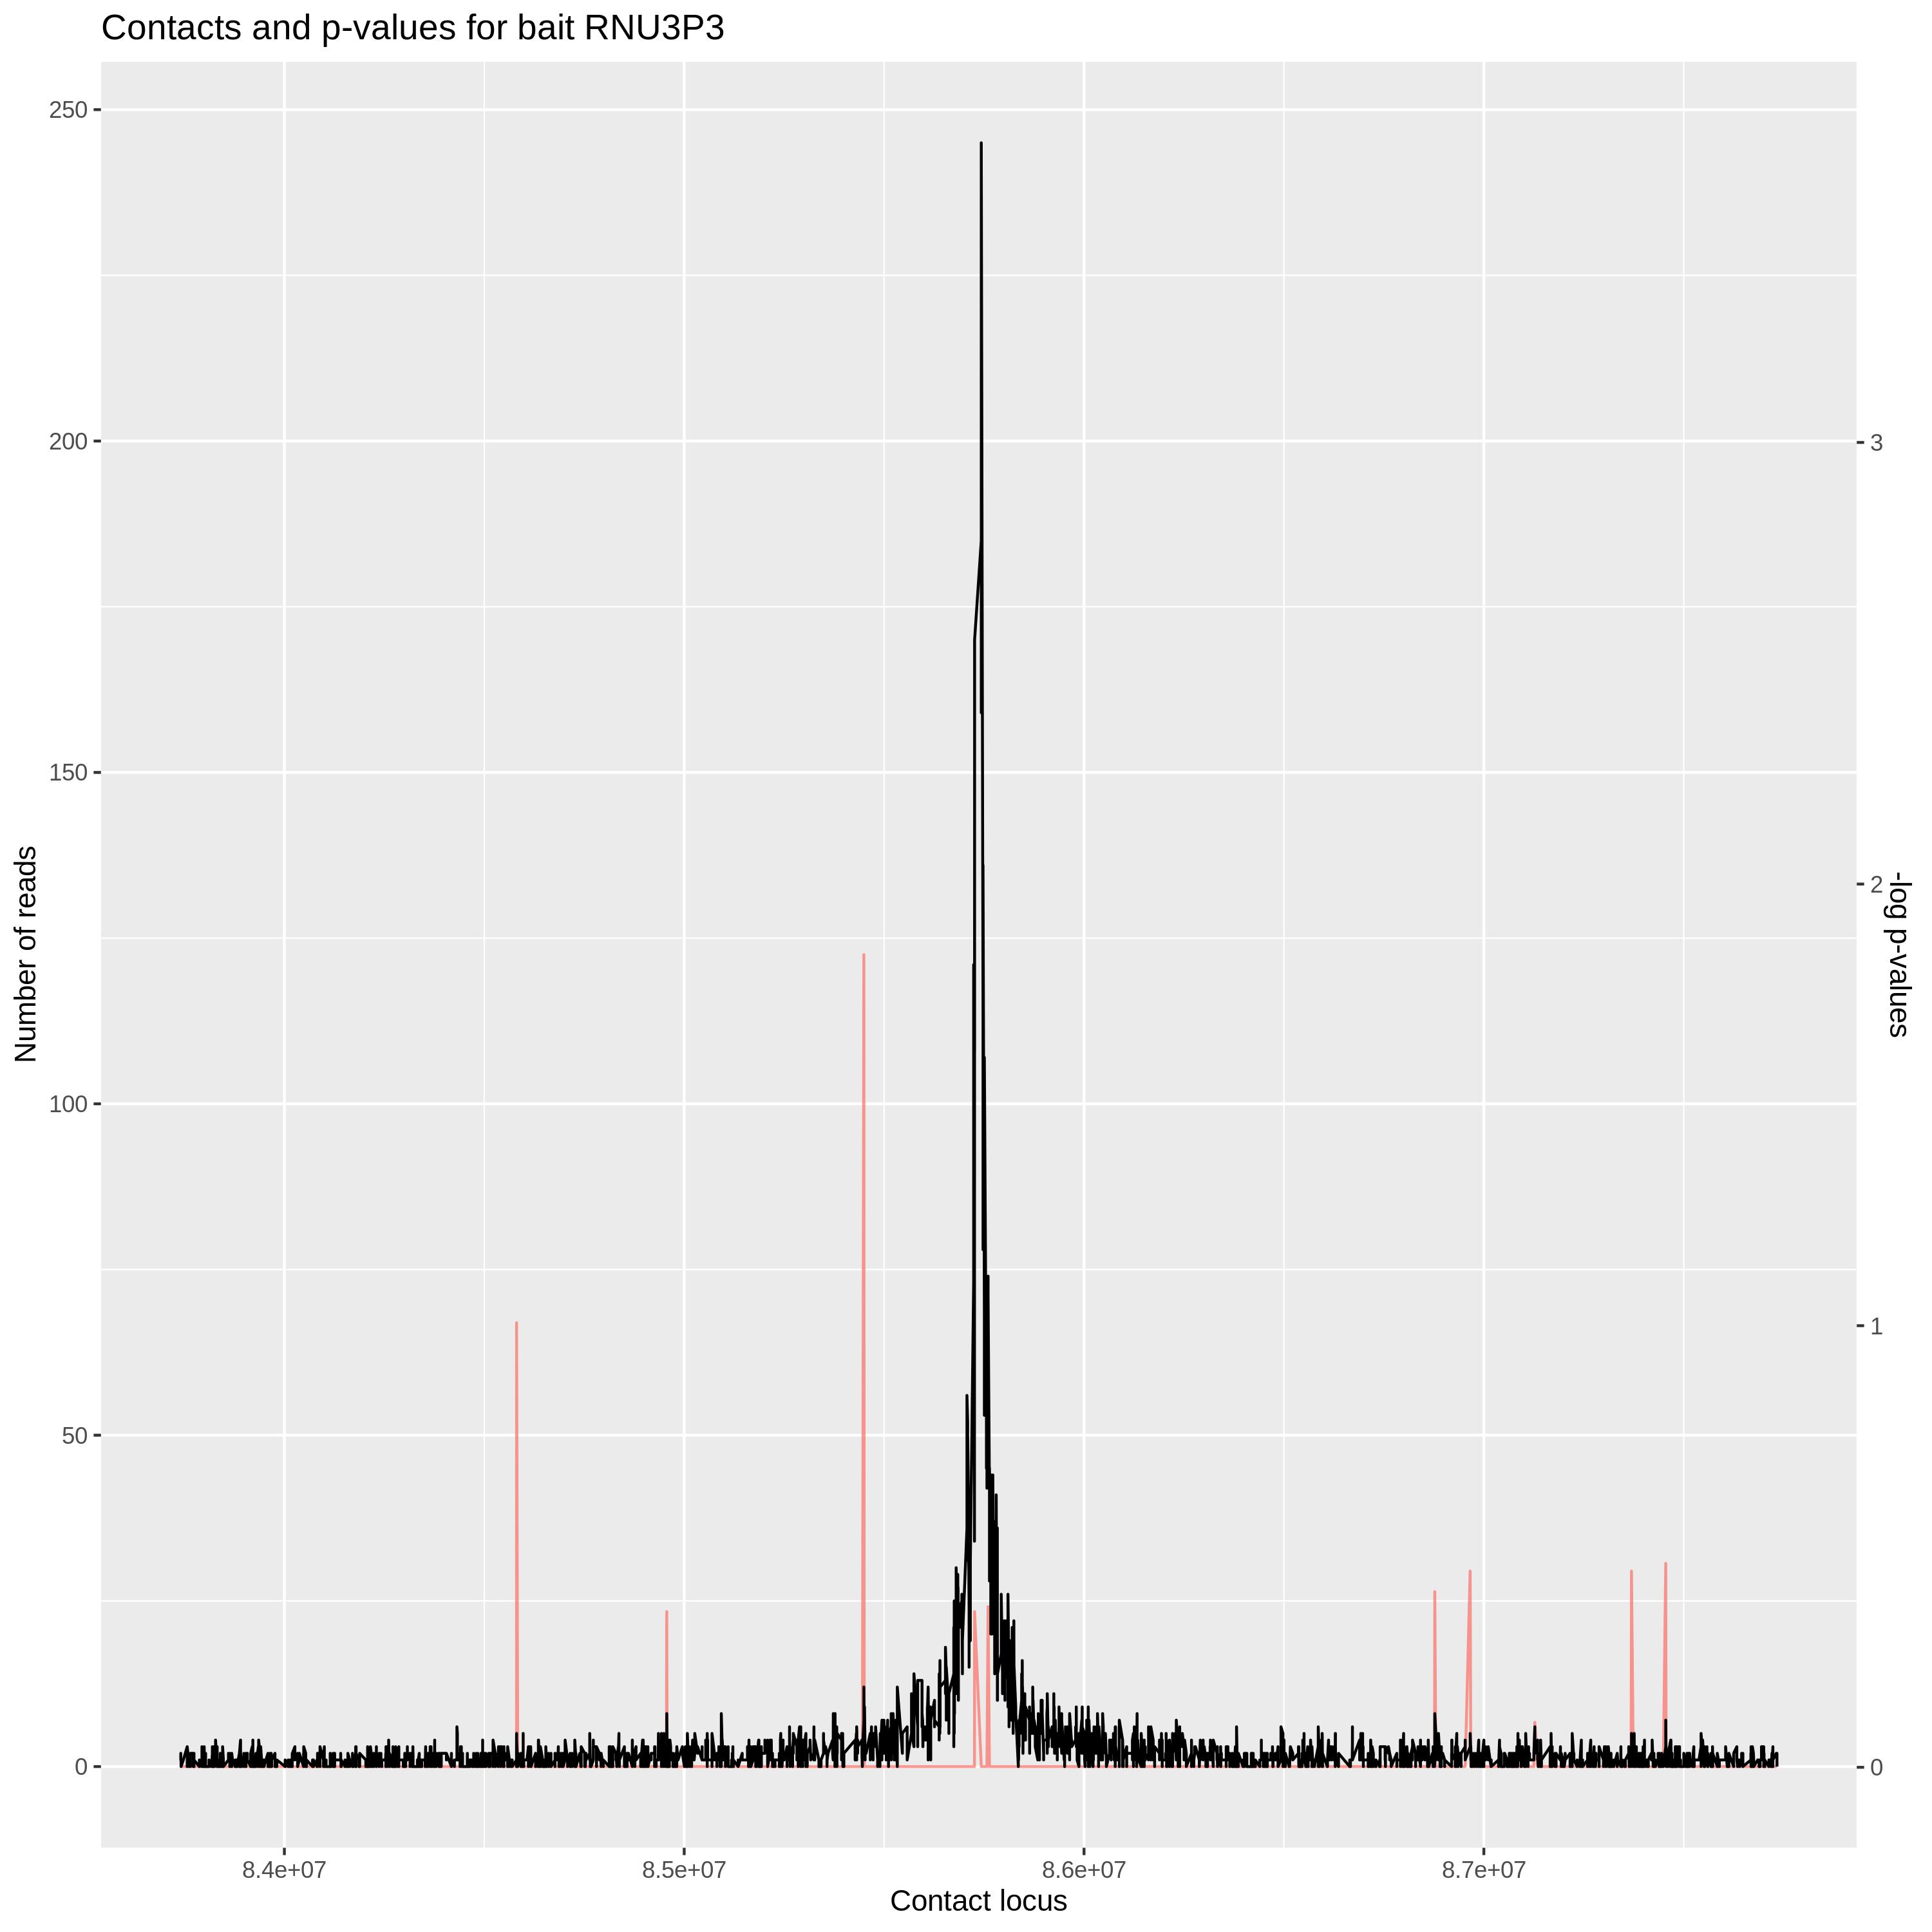 Contacts and p-values for bait RNU3P3
250
200
150
100
50
0
Number of reads
3
2
1
0
-log p-values
8.4e+07 8.5e+07 8.6e+07 8.7e+07
Contact locus